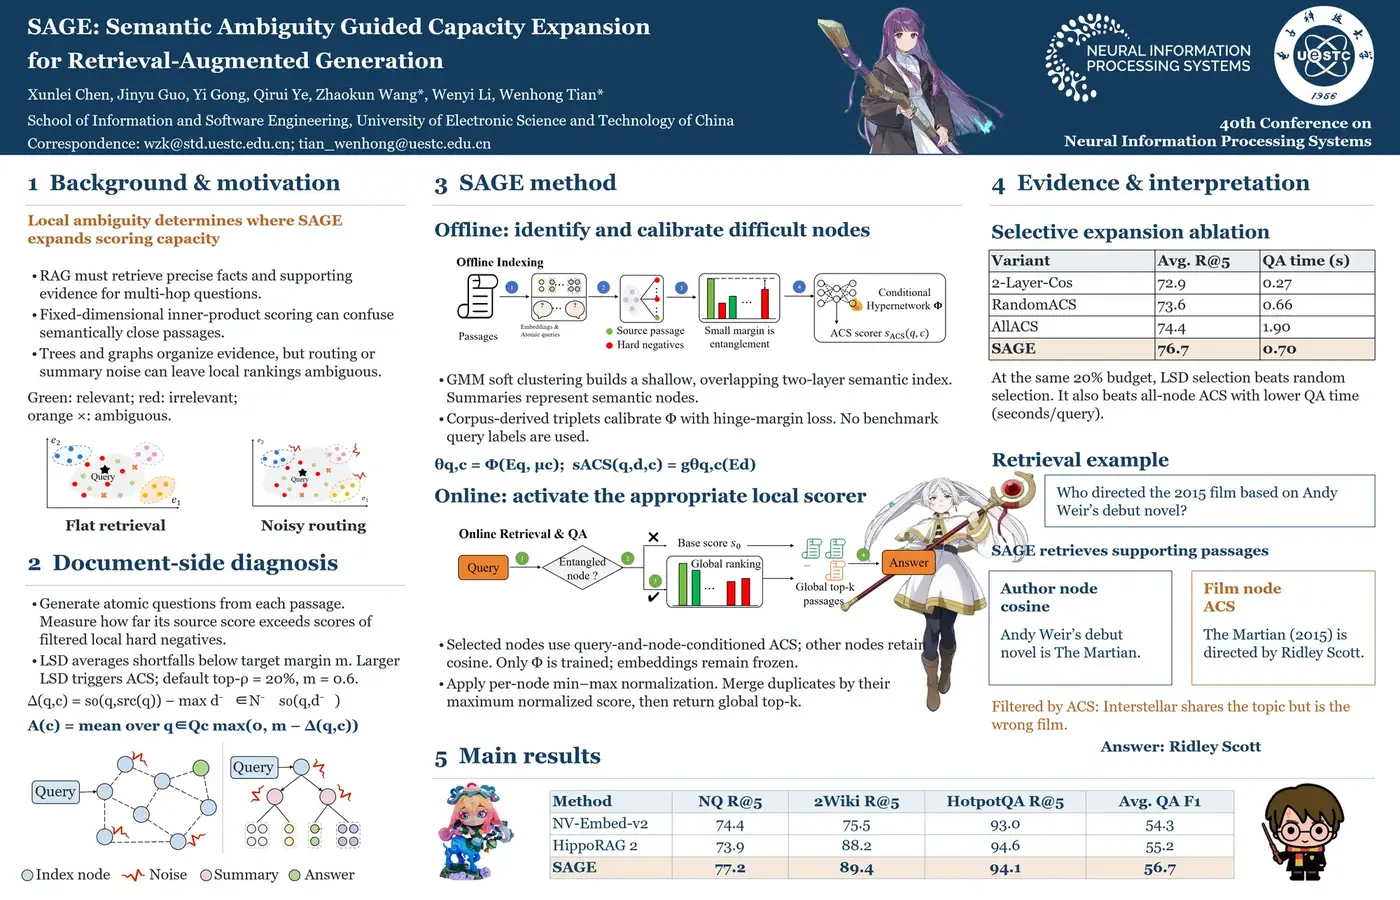 SAGE: Semantic Ambiguity Guided Capacity Expansion
for Retrieval-Augmented Generation
Xunlei Chen, Jinyu Guo, Yi Gong, Qirui Ye, Zhaokun Wang*, Wenyi Li, Wenhong Tian*
School of Information and Software Engineering, University of Electronic Science and Technology of China
Correspondence: wzk@std.uestc.edu.cn; tian_wenhong@uestc.edu.cn
NEURAL INFORMATION
PROCESSING SYSTEMS
UESTC
1956
40th Conference on
Neural Information Processing Systems
1 Background & motivation
Local ambiguity determines where SAGE
expands scoring capacity
• RAG must retrieve precise facts and supporting
evidence for multi-hop questions.
• Fixed-dimensional inner-product scoring can confuse
semantically close passages.
• Trees and graphs organize evidence, but routing or
summary noise can leave local rankings ambiguous.
Green: relevant; red: irrelevant;
orange ×: ambiguous.
e2
Query
e1
e2
Query
e1
Flat retrieval
Noisy routing
2 Document-side diagnosis
• Generate atomic questions from each passage.
Measure how far its source score exceeds scores of
filtered local hard negatives.
• LSD averages shortfalls below target margin m. Larger
LSD triggers ACS; default top-ρ = 20%, m = 0.6.
Δ(q,c) = s₀(q,src(q)) − max d⁻ ∈N⁻ s₀(q,d⁻ )
A(c) = mean over q∈Qc max(0, m − Δ(q,c))
Query
Query
Index node
Noise
Summary
Answer
3 SAGE method
Offline: identify and calibrate difficult nodes
Offline Indexing
1
2
3
4
Passages
Embeddings &
Atomic queries
Source passage
Hard negatives
Small margin is
entanglement
Conditional
Hypernetwork Φ
ACS scorer sACS(q, c)
• GMM soft clustering builds a shallow, overlapping two-layer semantic index.
Summaries represent semantic nodes.
• Corpus-derived triplets calibrate Φ with hinge-margin loss. No benchmark
query labels are used.
θq,c = Φ(Eq, μc); sACS(q,d,c) = gθq,c(Ed)
Online: activate the appropriate local scorer
Online Retrieval & QA
Query
1
Entangled
node ?
2
3
Base score s0
Global ranking
...
...
Global top-k
passages
4
Answer
• Selected nodes use query-and-node-conditioned ACS; other nodes retain
cosine. Only Φ is trained; embeddings remain frozen.
• Apply per-node min–max normalization. Merge duplicates by their
maximum normalized score, then return global top-k.
4 Evidence & interpretation
Selective expansion ablation
Variant Avg. R@5 QA time (s)
2-Layer-Cos 72.9 0.27
RandomACS 73.6 0.66
AllACS 74.4 1.90
SAGE 76.7 0.70
At the same 20% budget, LSD selection beats random
selection. It also beats all-node ACS with lower QA time
(seconds/query).
Retrieval example
Who directed the 2015 film based on Andy
Weir's debut novel?
SAGE retrieves supporting passages
Author node
cosine
Andy Weir's debut
novel is The Martian.
Film node
ACS
The Martian (2015) is
directed by Ridley Scott.
Filtered by ACS: Interstellar shares the topic but is the
wrong film.
Answer: Ridley Scott
5 Main results
Method NQ R@5 2Wiki R@5 HotpotQA R@5 Avg. QA F1
NV-Embed-v2 74.4 75.5 93.0 54.3
HippoRAG 2 73.9 88.2 94.6 55.2
SAGE 77.2 89.4 94.1 56.7